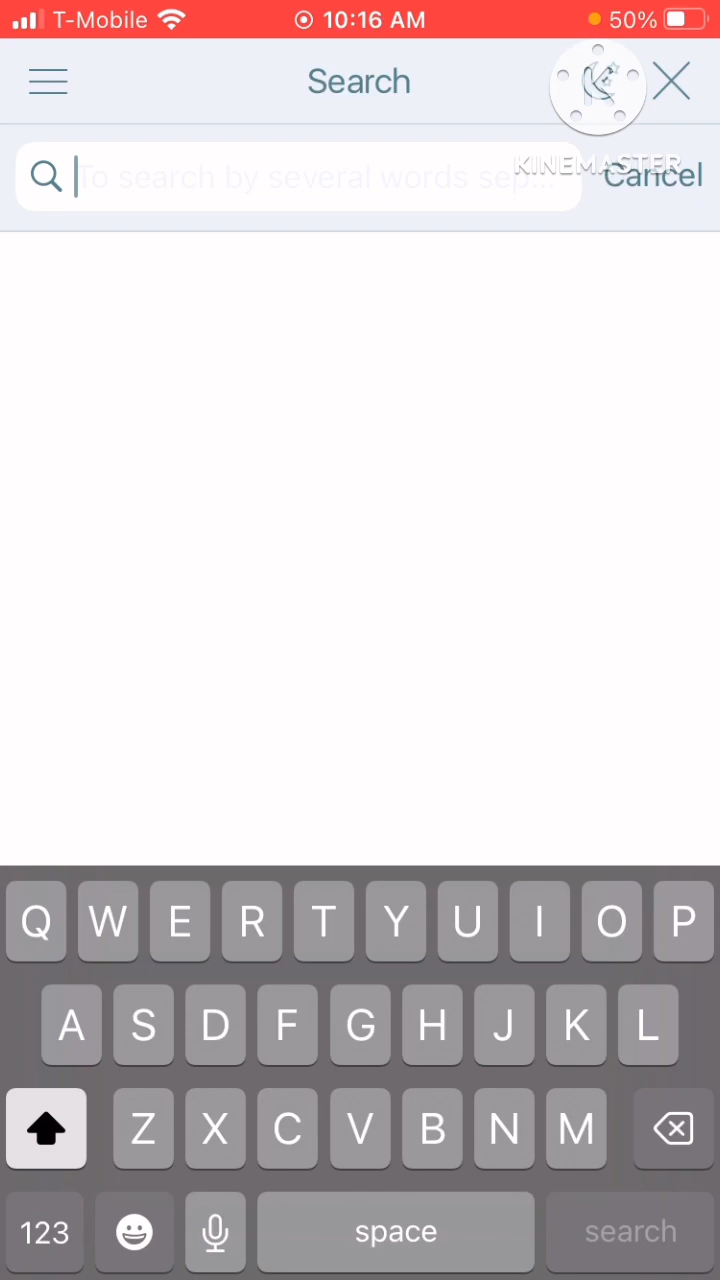 T-Mobile 10:16 AM 50%
Search
KINEMASTER
To search by several words sep... Cancel
Q W E R T Y U I O P
A S D F G H J K L
Z X C V B N M
123 space search